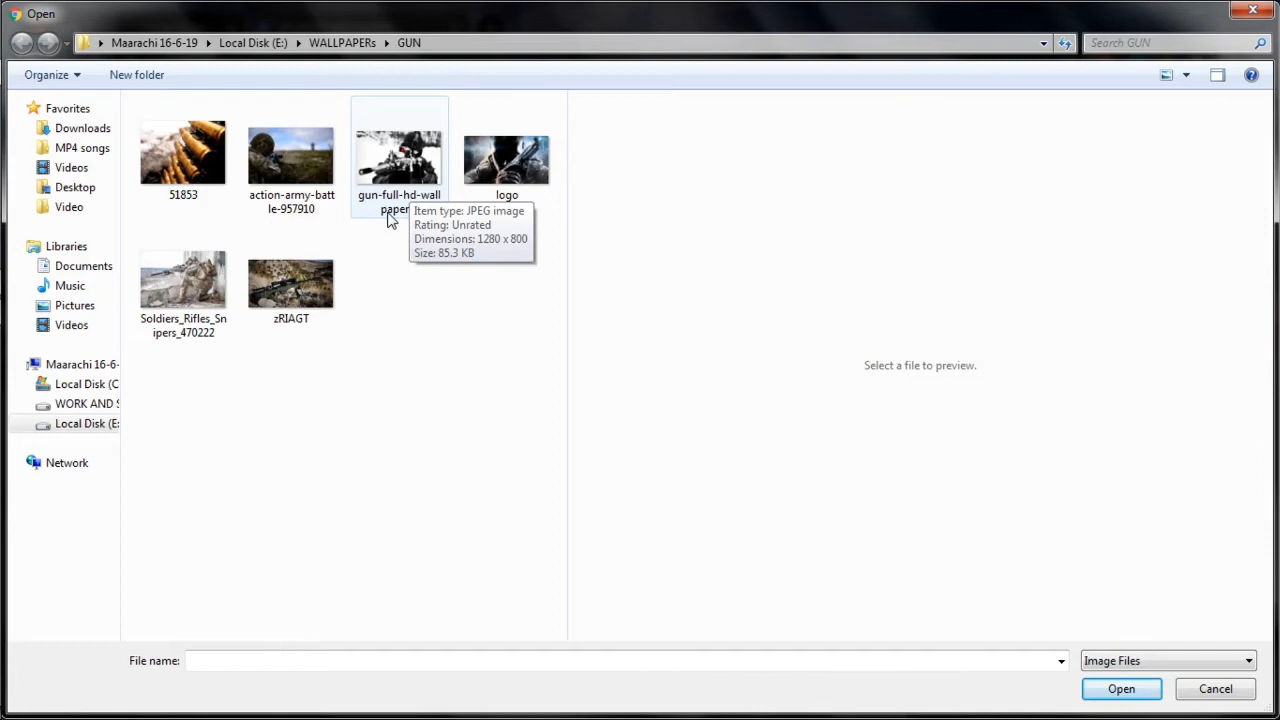 Open
Maarachi 16-6-19 Local Disk (E:) WALLPAPERs GUN
Search GUN
Organize New folder
Favorites
Downloads
MP4 songs
Videos
Desktop
Video
Libraries
Documents
Music
Pictures
Videos
Maarachi 16-6-
Local Disk (C
WORK AND S
Local Disk (E:
Network
51853
action-army-batt
le-957910
gun-full-hd-wall
paper
logo
Item type: JPEG image
Rating: Unrated
Dimensions: 1280 x 800
Size: 85.3 KB
Soldiers_Rifles_Sn
ipers_470222
zRIAGT
Select a file to preview.
File name:
Image Files
Open Cancel